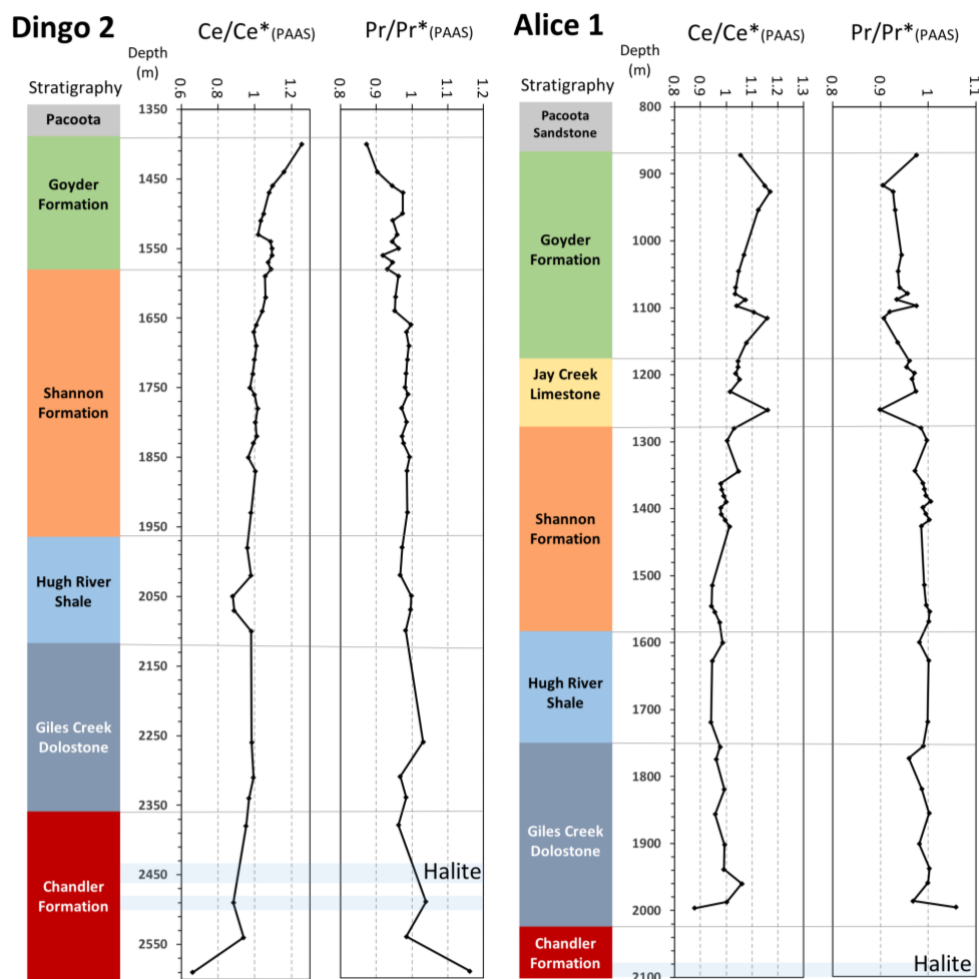 Dingo 2
Ce/Ce*(PAAS)
Pr/Pr*(PAAS)
Depth
(m)
Stratigraphy
0.6
0.8
1
1.2
0.8
0.9
1
1.1
1.2
1350
1450
1550
1650
1750
1850
1950
2050
2150
2250
2350
2450
2550
Pacoota
Goyder
Formation
Shannon
Formation
Hugh River
Shale
Giles Creek
Dolostone
Chandler
Formation
Halite
Alice 1
Ce/Ce*(PAAS)
Pr/Pr*(PAAS)
Depth
(m)
Stratigraphy
0.8
0.9
1
1.1
1.2
1.3
0.8
0.9
1
1.1
800
900
1000
1100
1200
1300
1400
1500
1600
1700
1800
1900
2000
2100
Pacoota
Sandstone
Goyder
Formation
Jay Creek
Limestone
Shannon
Formation
Hugh River
Shale
Giles Creek
Dolostone
Chandler
Formation
Halite